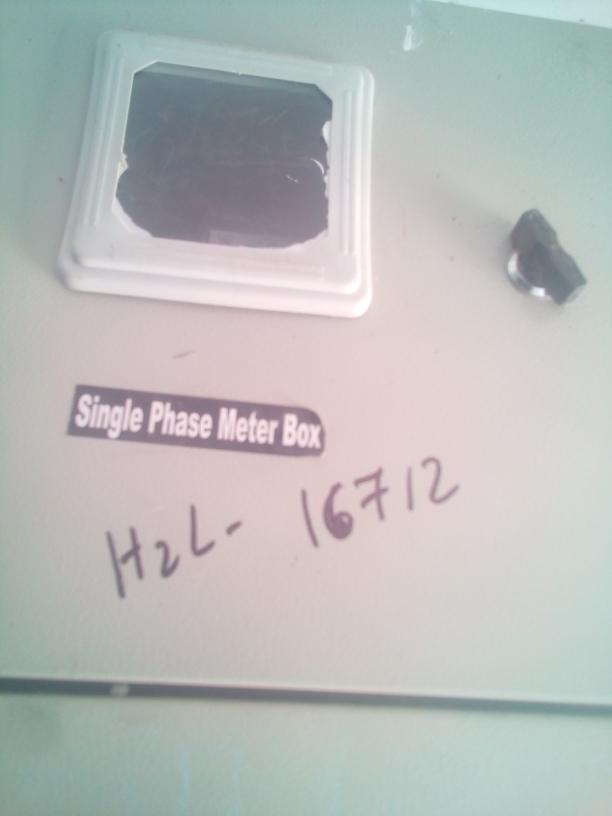 Single Phase Meter Box
H2L- 16712